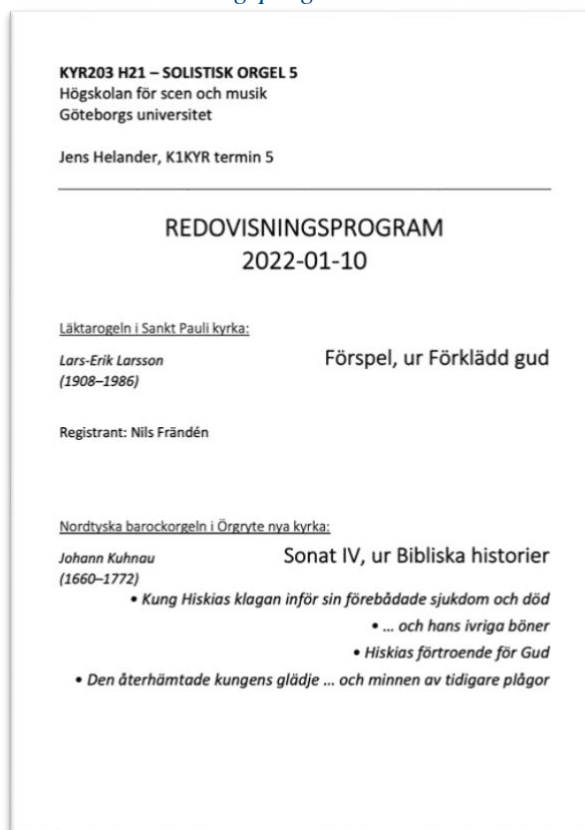 KYR203 H21 – SOLISTISK ORGEL 5
Högskolan för scen och musik
Göteborgs universitet
Jens Helander, K1KYR termin 5
REDOVISNINGSPROGRAM
2022-01-10
Läktarogeln i Sankt Pauli kyrka:
Lars-Erik Larsson Förspel, ur Förklädd gud
(1908–1986)
Registrant: Nils Frändén
Nordtyska barockorgeln i Örgryte nya kyrka:
Johann Kuhnau Sonat IV, ur Bibliska historier
(1660–1772)
• Kung Hiskias klagan inför sin förebådade sjukdom och död
• ... och hans ivriga böner
• Hiskias förtroende för Gud
• Den återhämtade kungens glädje ... och minnen av tidigare plågor